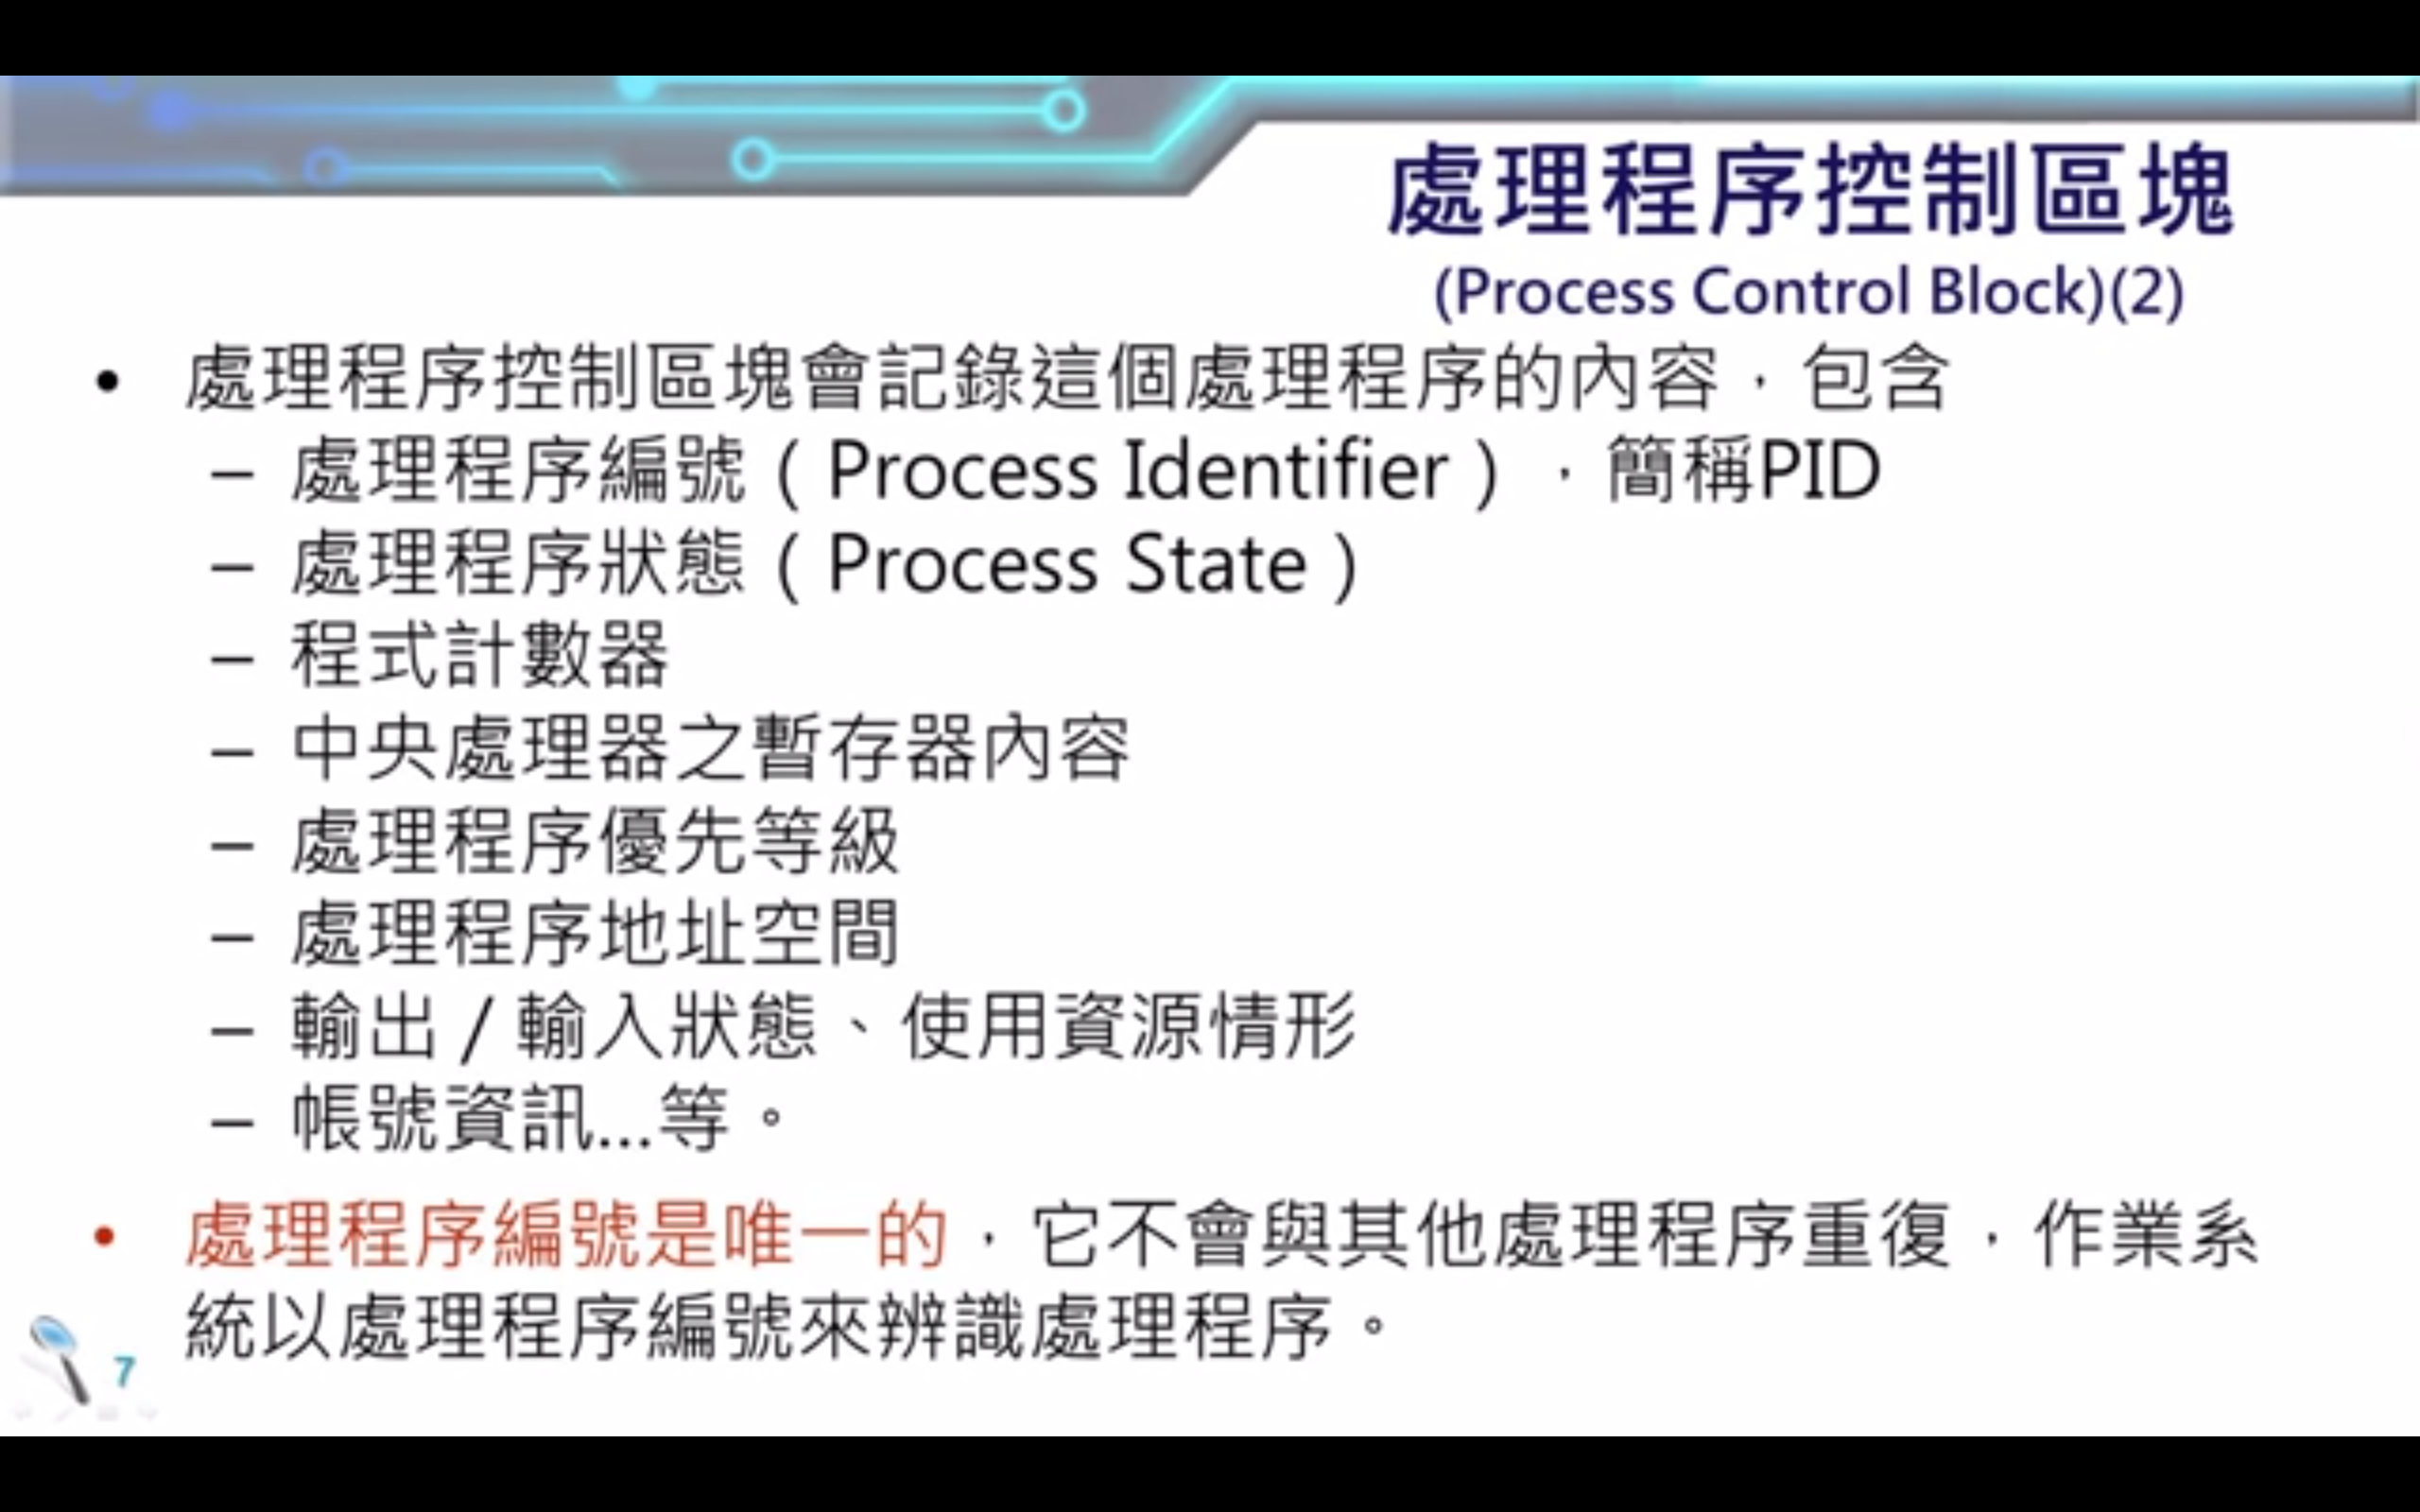 處理程序控制區塊
(Process Control Block)(2)
• 處理程序控制區塊會記錄這個處理程序的內容，包含
– 處理程序編號（Process Identifier），簡稱PID
– 處理程序狀態（Process State）
– 程式計數器
– 中央處理器之暫存器內容
– 處理程序優先等級
– 處理程序地址空間
– 輸出／輸入狀態、使用資源情形
– 帳號資訊...等。
• 處理程序編號是唯一的，它不會與其他處理程序重復，作業系
統以處理程序編號來辨識處理程序。
7